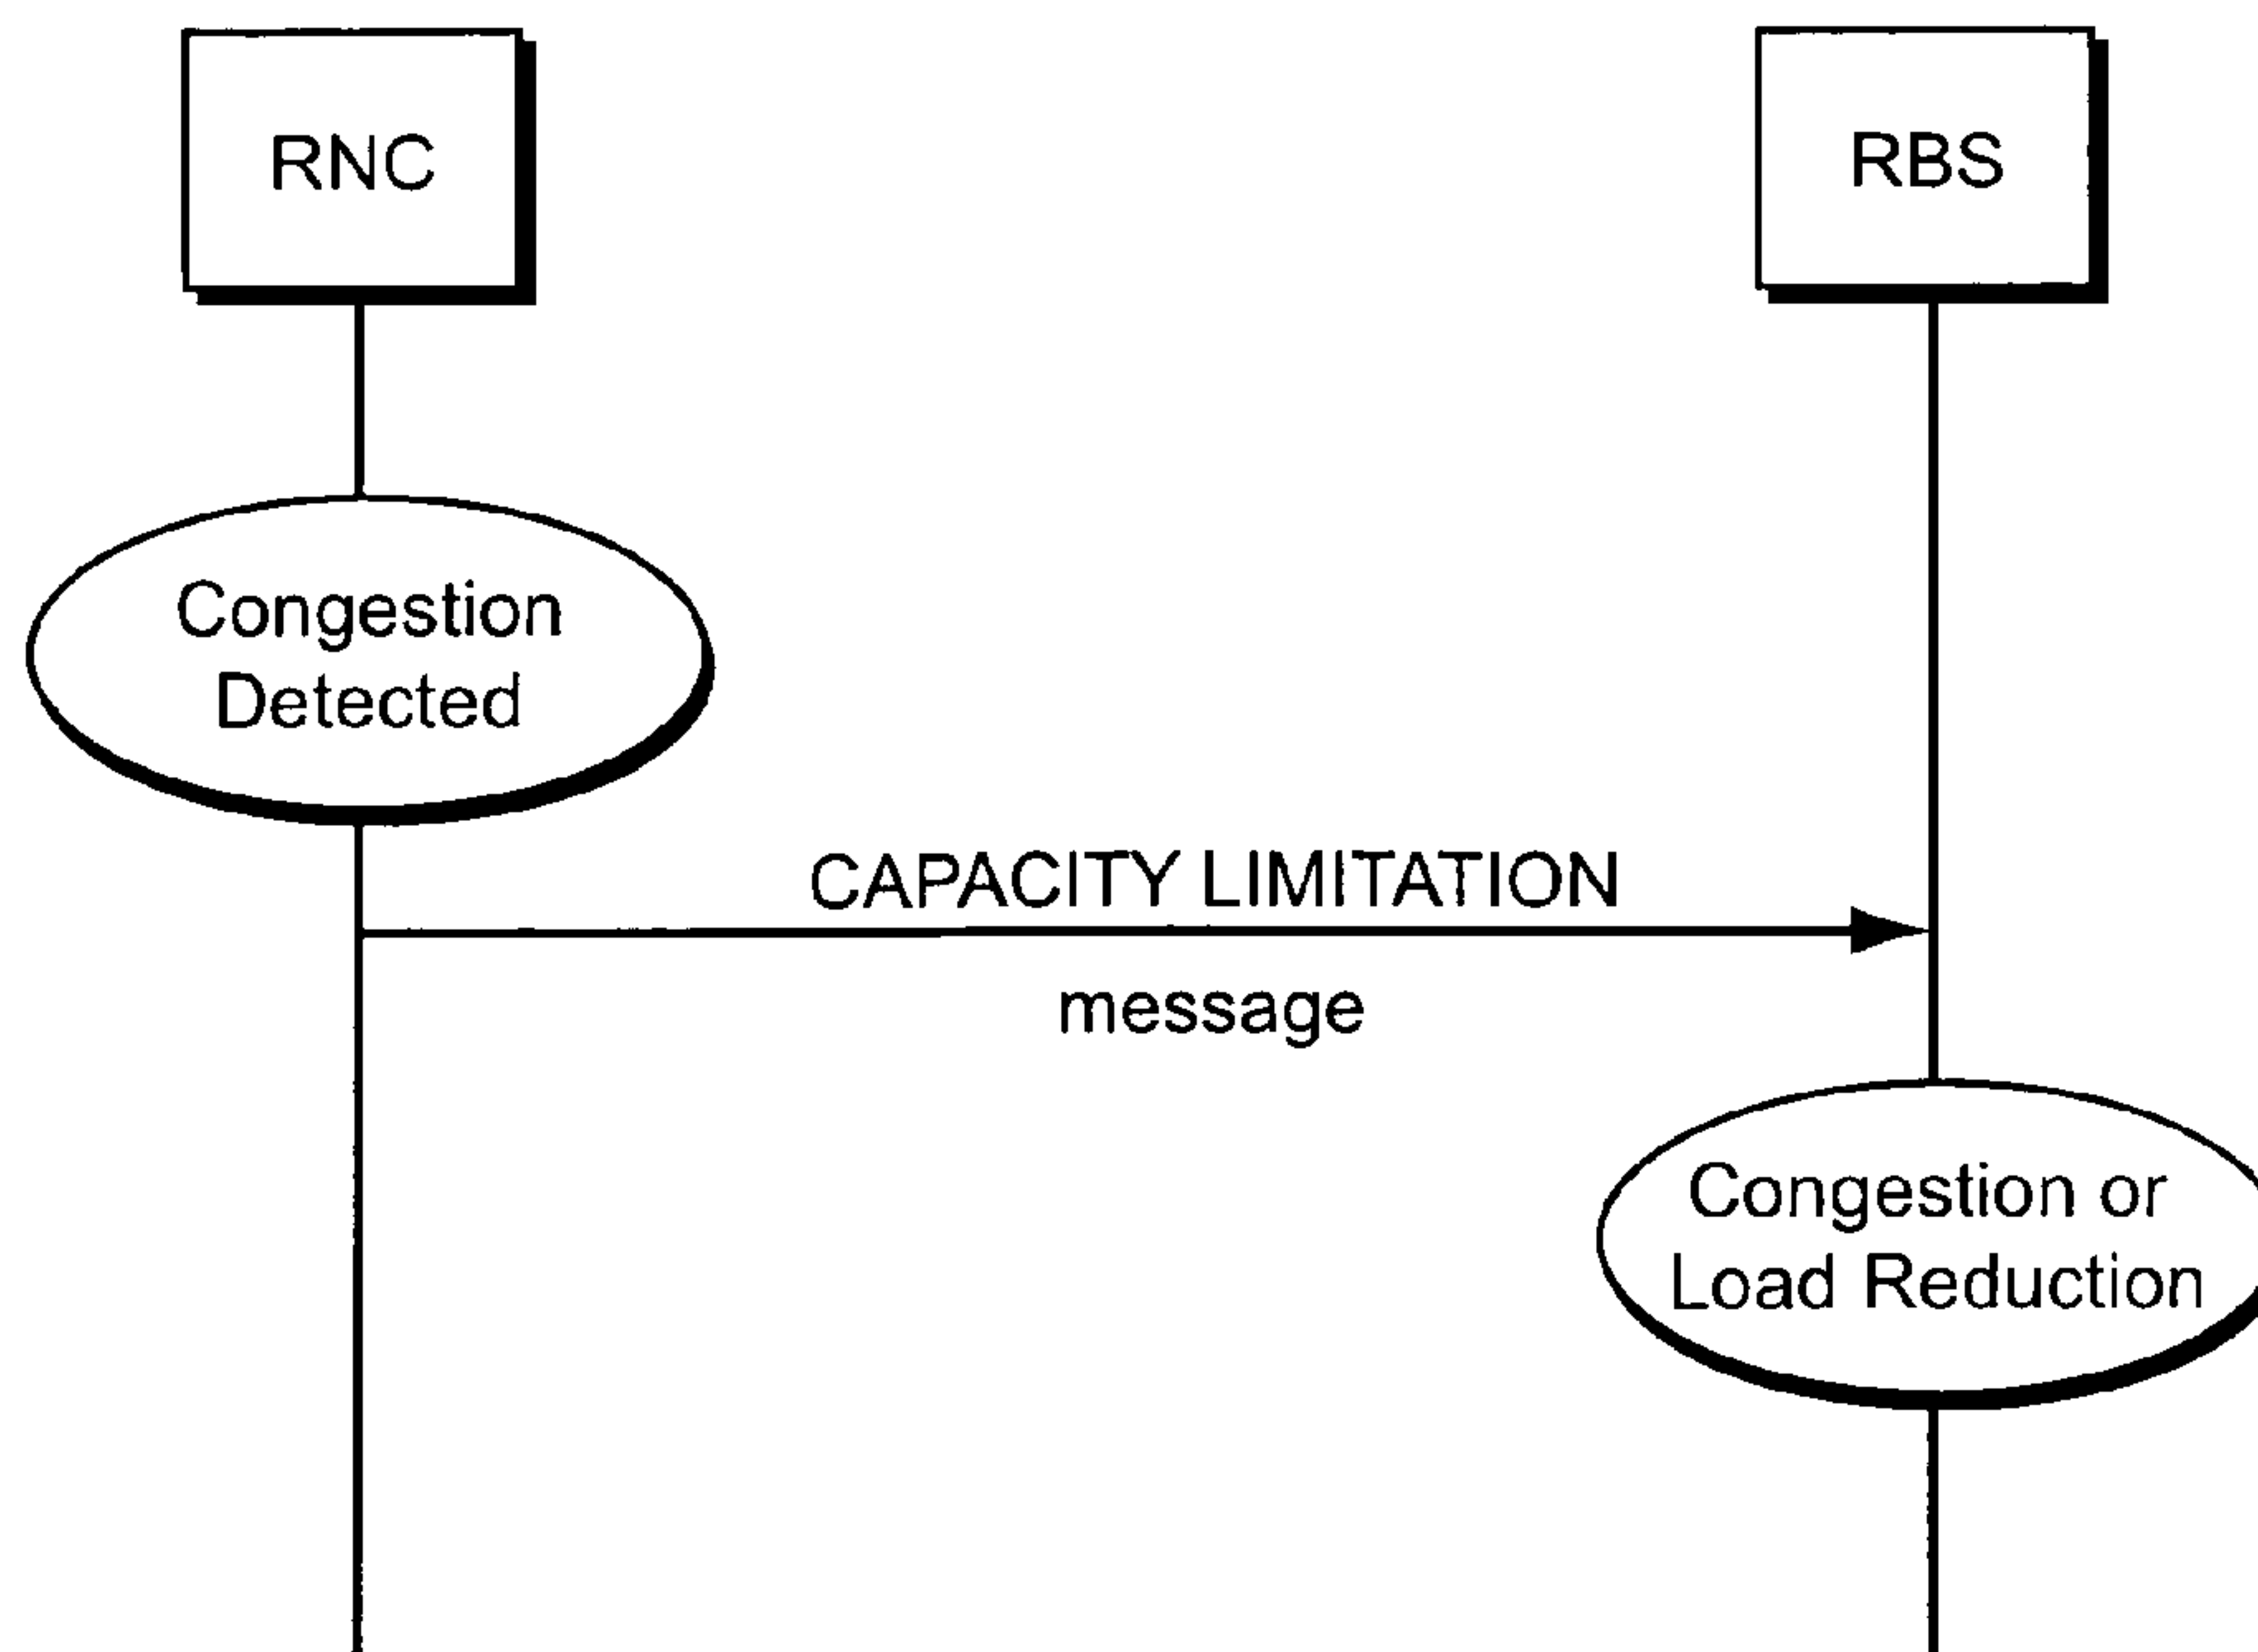 RNC
RBS
Congestion
Detected
CAPACITY LIMITATION
message
Congestion or
Load Reduction